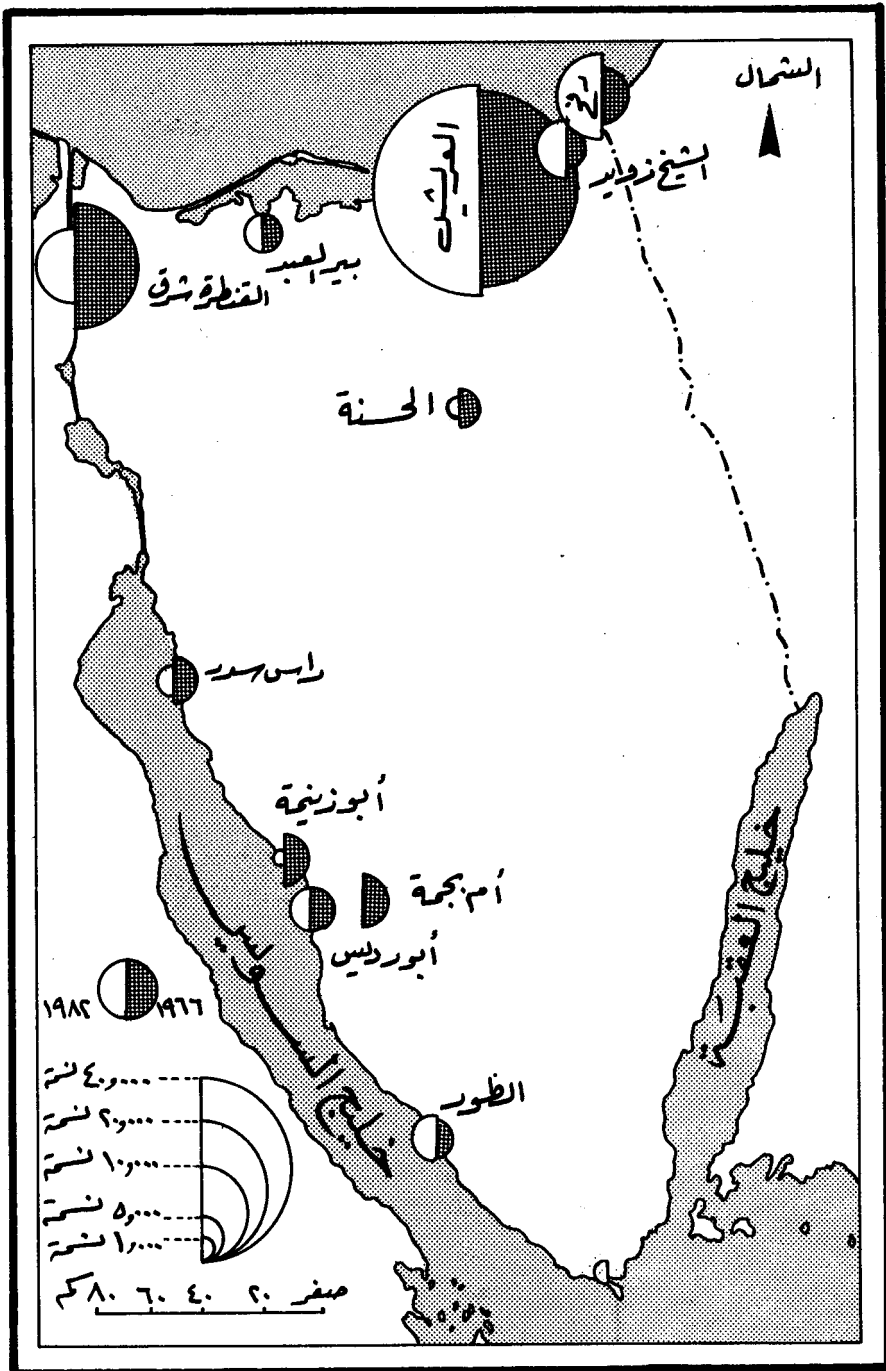 الشمال
رفح
العريش
الشيخ زوايد
بير العبد
القنطرة شرق
الحسنة
راس سدر
أبوزنيمة
أم بجمة
أبورديس
خليج العقبة
خليج السويس
الطور
١٩٨٢ ١٩٦٦
٤٠,٠٠٠ نسمة
٢٠,٠٠٠ نسمة
١٠,٠٠٠ نسمة
٥,٠٠٠ نسمة
١,٠٠٠ نسمة
صفر ٢٠ ٤٠ ٦٠ ٨٠ كم